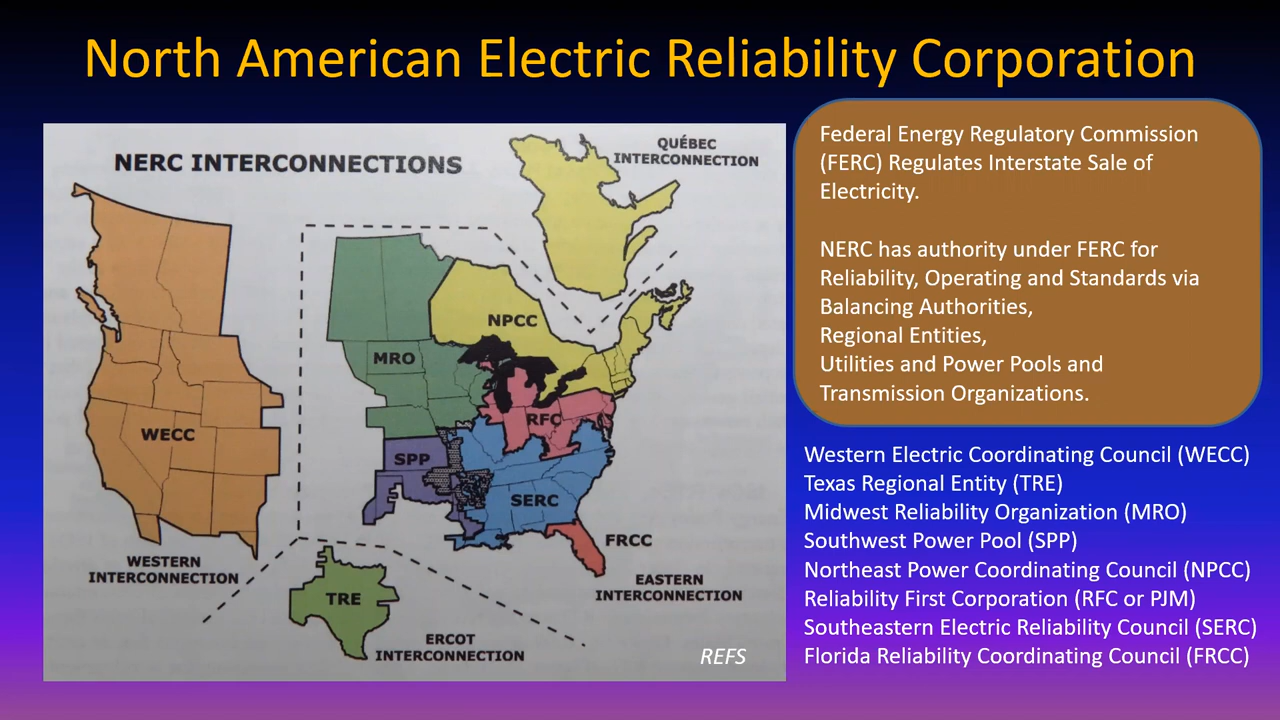 North American Electric Reliability Corporation
NERC INTERCONNECTIONS
QUÉBEC
INTERCONNECTION
NPCC
MRO
RFC
WECC
SPP
SERC
FRCC
WESTERN
INTERCONNECTION
EASTERN
INTERCONNECTION
TRE
ERCOT
INTERCONNECTION
REFS
Federal Energy Regulatory Commission
(FERC) Regulates Interstate Sale of
Electricity.
NERC has authority under FERC for
Reliability, Operating and Standards via
Balancing Authorities,
Regional Entities,
Utilities and Power Pools and
Transmission Organizations.
Western Electric Coordinating Council (WECC)
Texas Regional Entity (TRE)
Midwest Reliability Organization (MRO)
Southwest Power Pool (SPP)
Northeast Power Coordinating Council (NPCC)
Reliability First Corporation (RFC or PJM)
Southeastern Electric Reliability Council (SERC)
Florida Reliability Coordinating Council (FRCC)